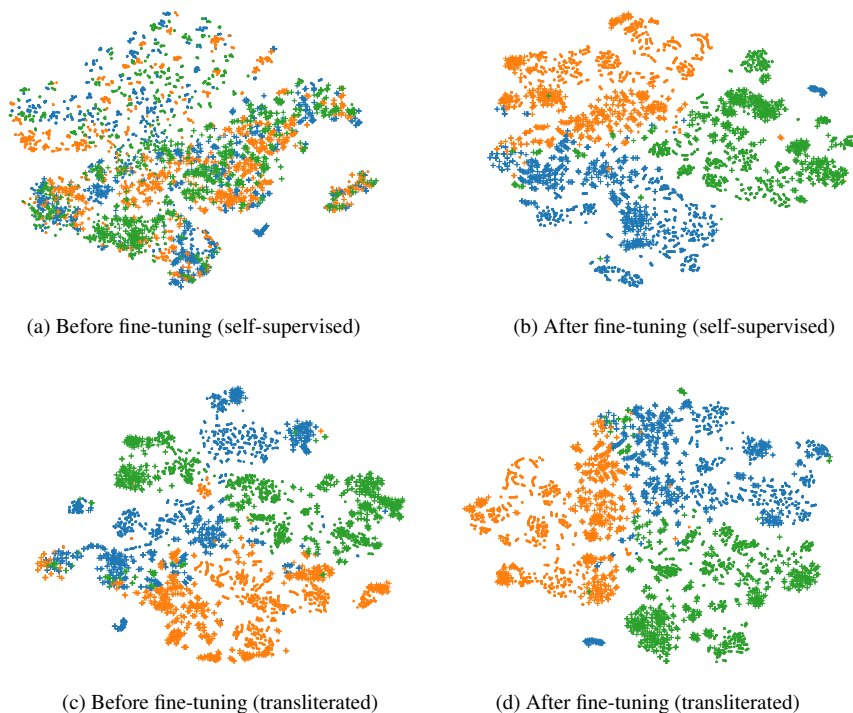 (a) Before fine-tuning (self-supervised)
(b) After fine-tuning (self-supervised)
(c) Before fine-tuning (transliterated)
(d) After fine-tuning (transliterated)